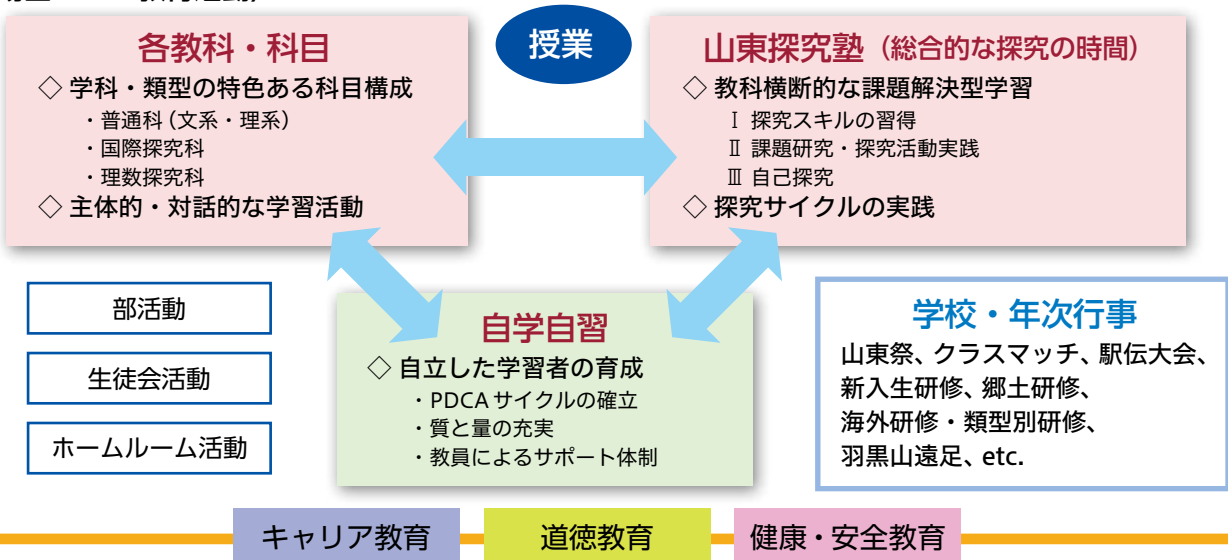 各教科・科目
◇ 学科・類型の特色ある科目構成
・普通科(文系・理系)
・国際探究科
・理数探究科
◇ 主体的・対話的な学習活動
授業
山東探究塾(総合的な探究の時間)
◇ 教科横断的な課題解決型学習
Ⅰ 探究スキルの習得
Ⅱ 課題研究・探究活動実践
Ⅲ 自己探究
◇ 探究サイクルの実践
部活動
生徒会活動
ホームルーム活動
自学自習
◇ 自立した学習者の育成
・PDCAサイクルの確立
・質と量の充実
・教員によるサポート体制
学校・年次行事
山東祭、クラスマッチ、駅伝大会、
新入生研修、郷土研修、
海外研修・類型別研修、
羽黒山遠足、etc.
キャリア教育
道徳教育
健康・安全教育